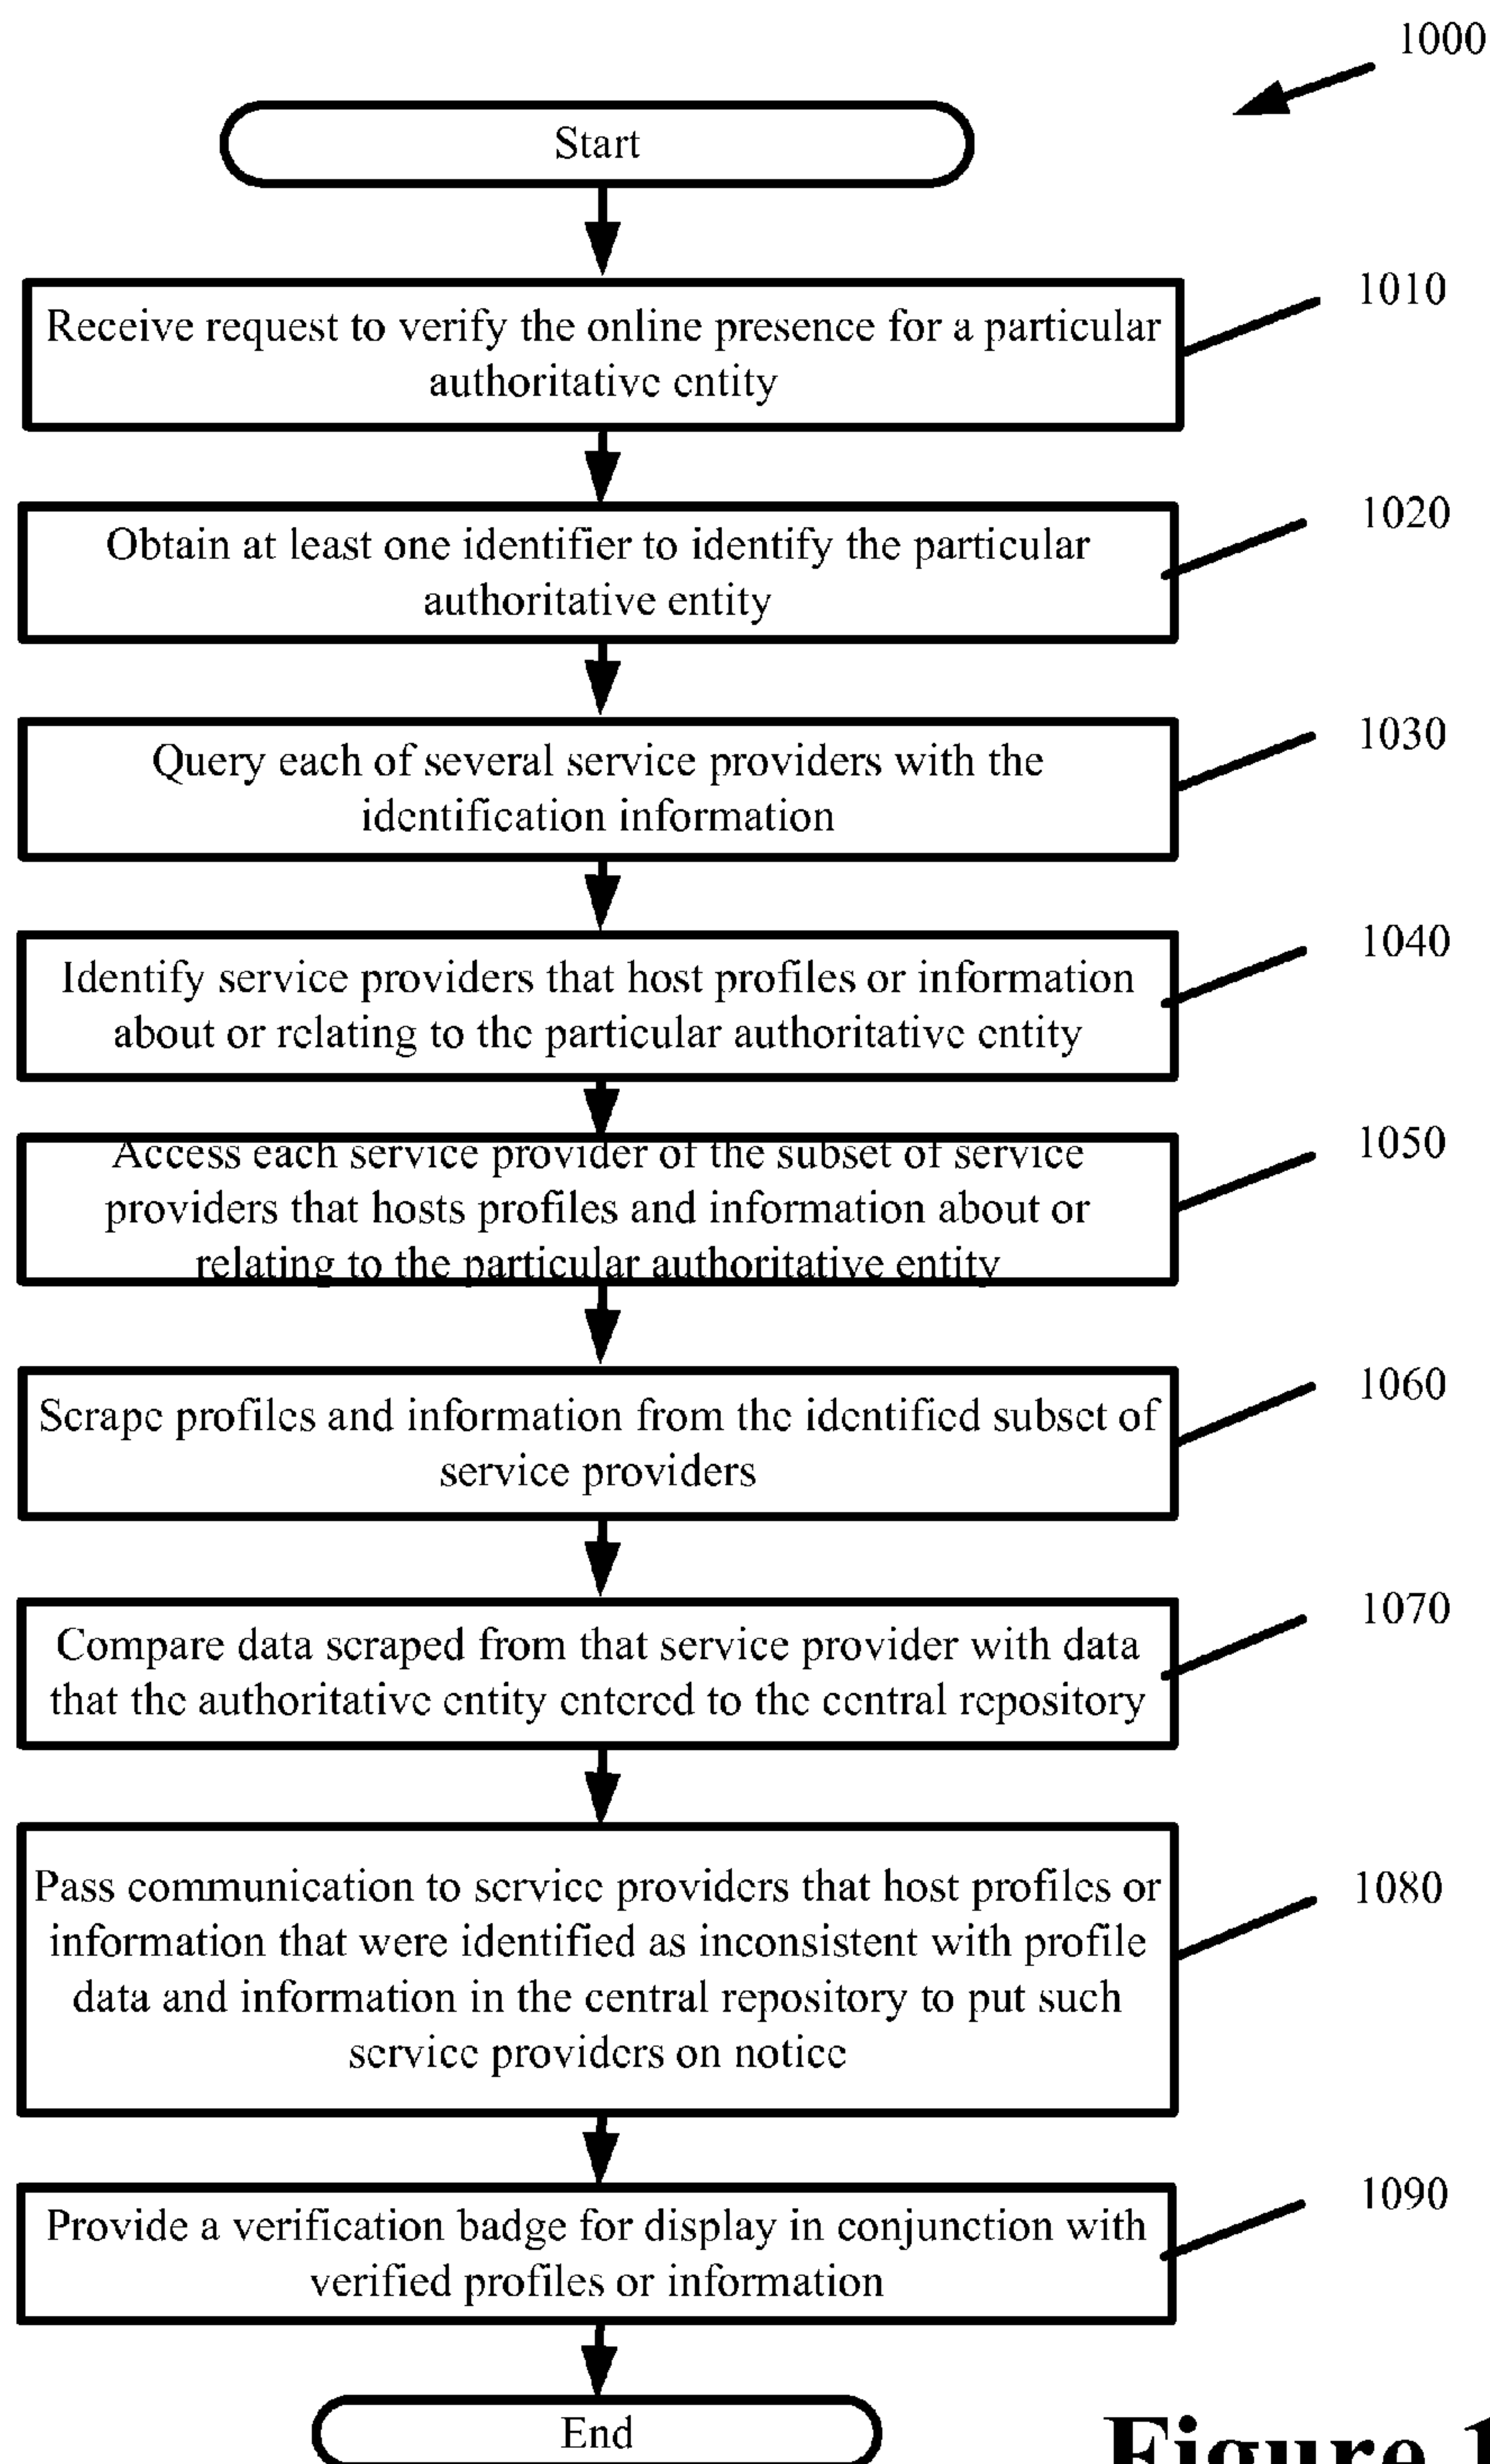 1000
Start
Receive request to verify the online presence for a particular
authoritative entity
1010
Obtain at least one identifier to identify the particular
authoritative entity
1020
Query each of several service providers with the
identification information
1030
Identify service providers that host profiles or information
about or relating to the particular authoritative entity
1040
Access each service provider of the subset of service
providers that hosts profiles and information about or
relating to the particular authoritative entity
1050
Scrape profiles and information from the identified subset of
service providers
1060
Compare data scraped from that service provider with data
that the authoritative entity entered to the central repository
1070
Pass communication to service providers that host profiles or
information that were identified as inconsistent with profile
data and information in the central repository to put such
service providers on notice
1080
Provide a verification badge for display in conjunction with
verified profiles or information
1090
End
Figure